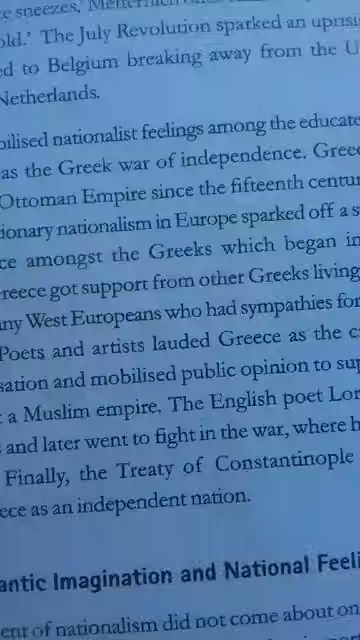 e sneezes,' Metternich
old.' The July Revolution sparked an
ed to Belgium breaking away from the U
Netherlands.
bilised nationalist feelings among the educate
as the Greek war of independence. Greec
Ottoman Empire since the fifteenth centur
ionary nationalism in Europe sparked off a s
ce amongst the Greeks which began in
reece got support from other Greeks living
ny West Europeans who had sympathies for
Poets and artists lauded Greece as the c
sation and mobilised public opinion to sup
t a Muslim empire. The English poet Lor
and later went to fight in the war, where h
Finally, the Treaty of Constantinople
ece as an independent nation.
antic Imagination and National Feeli
ent of nationalism did not come about on